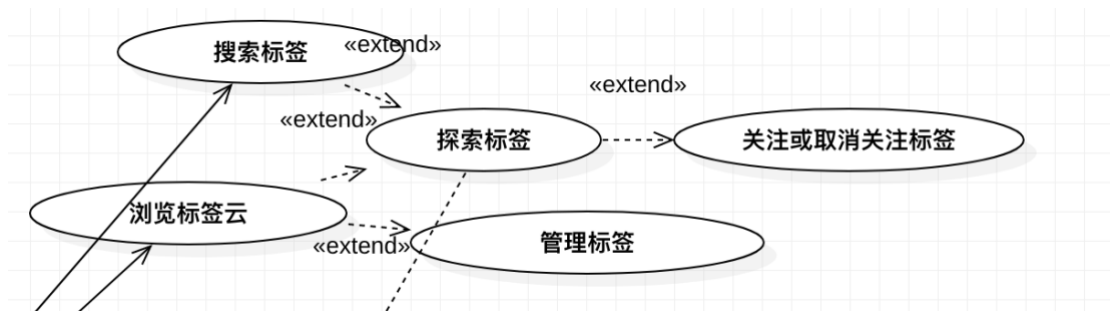 搜索标签
«extend»
«extend»
«extend»
探索标签
关注或取消关注标签
浏览标签云
«extend»
管理标签